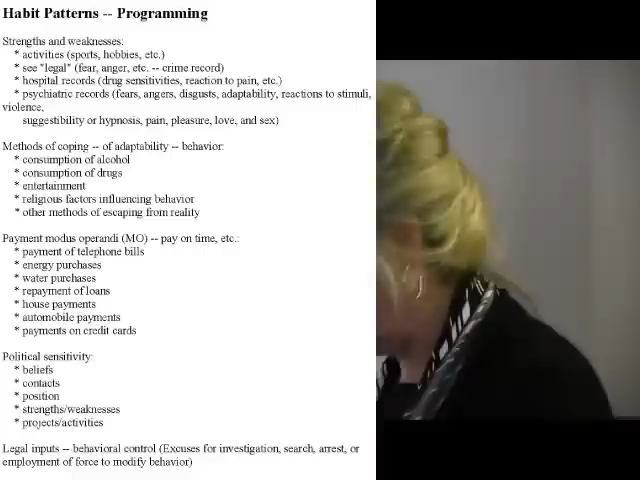 Habit Patterns -- Programming
Strengths and weaknesses:
* activities (sports, hobbies, etc.)
* see "legal" (fear, anger, etc. -- crime record)
* hospital records (drug sensitivities, reaction to pain, etc.)
* psychiatric records (fears, angers, disgusts, adaptability, reactions to stimuli,
violence,
suggestibility or hypnosis, pain, pleasure, love, and sex)
Methods of coping -- of adaptability -- behavior:
* consumption of alcohol
* consumption of drugs
* entertainment
* religious factors influencing behavior
* other methods of escaping from reality
Payment modus operandi (MO) -- pay on time, etc.:
* payment of telephone bills
* energy purchases
* water purchases
* repayment of loans
* house payments
* automobile payments
* payments on credit cards
Political sensitivity:
* beliefs
* contacts
* position
* strengths/weaknesses
* projects/activities
Legal inputs -- behavioral control (Excuses for investigation, search, arrest, or
employment of force to modify behavior)